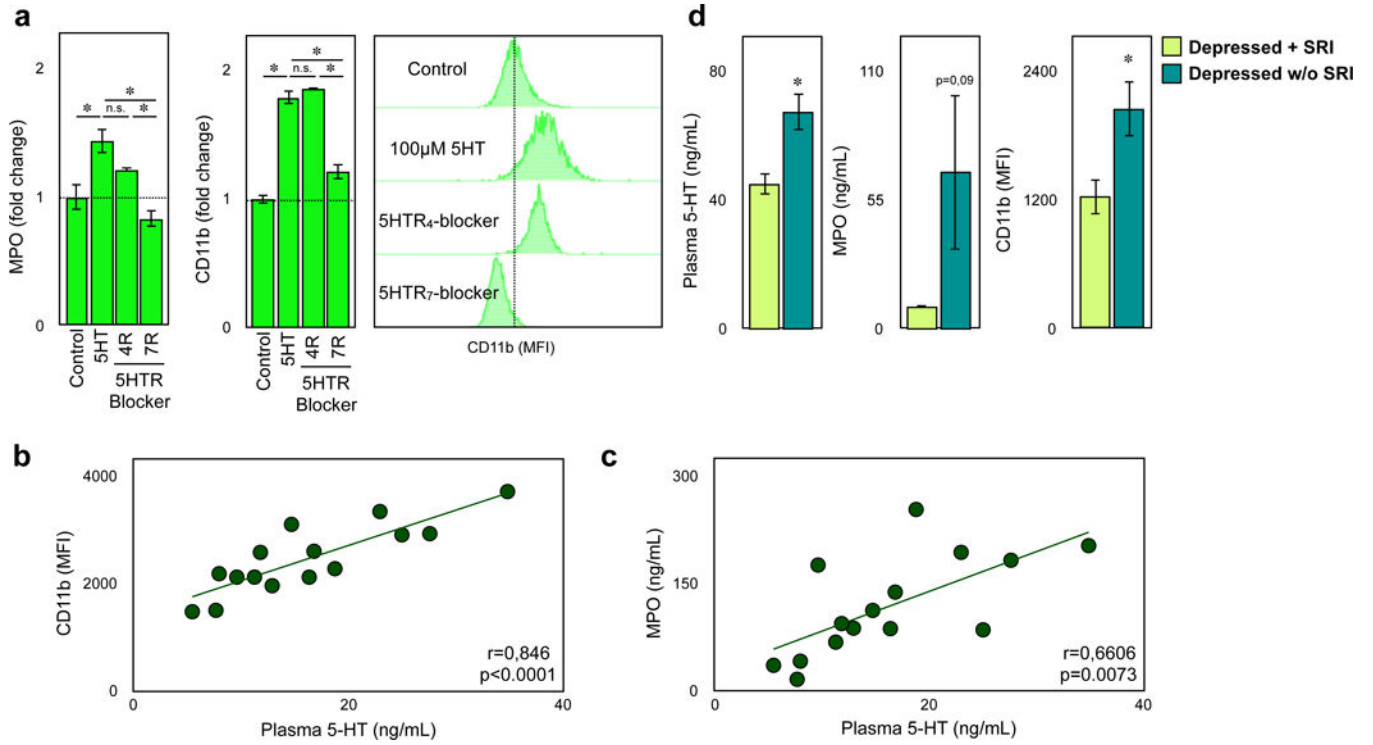 a
MPO (fold change)
2
1
0
*
*
n.s.
*
Control
5HT
4R
7R
5HTR
Blocker
CD11b (fold change)
2
1
0
*
*
n.s.
*
Control
5HT
4R
7R
5HTR
Blocker
Control
100µM 5HT
5HTR₄-blocker
5HTR₇-blocker
CD11b (MFI)
d
Plasma 5-HT (ng/mL)
80
40
0
*
MPO (ng/mL)
110
55
0
p=0,09
CD11b (MFI)
2400
1200
0
*
Depressed + SRI
Depressed w/o SRI
b
CD11b (MFI)
4000
2000
0
20
40
r=0,846
p<0.0001
Plasma 5-HT (ng/mL)
c
MPO (ng/mL)
300
150
0
20
40
r=0,6606
p=0.0073
Plasma 5-HT (ng/mL)